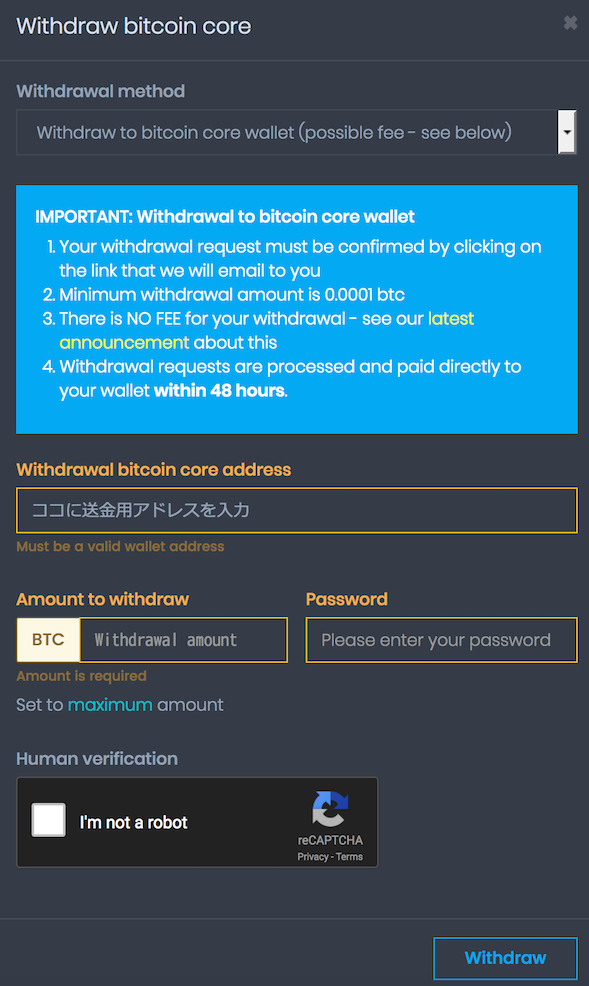 Withdraw bitcoin core
Withdrawal method
Withdraw to bitcoin core wallet (possible fee - see below)
IMPORTANT: Withdrawal to bitcoin core wallet
1. Your withdrawal request must be confirmed by clicking on
the link that we will email to you
2. Minimum withdrawal amount is 0.0001 btc
3. There is NO FEE for your withdrawal - see our latest
announcement about this
4. Withdrawal requests are processed and paid directly to
your wallet within 48 hours.
Withdrawal bitcoin core address
ココに送金用アドレスを入力
Must be a valid wallet address
Amount to withdraw
Password
BTC
Withdrawal amount
Please enter your password
Amount is required
Set to maximum amount
Human verification
I'm not a robot
reCAPTCHA
Privacy - Terms
Withdraw